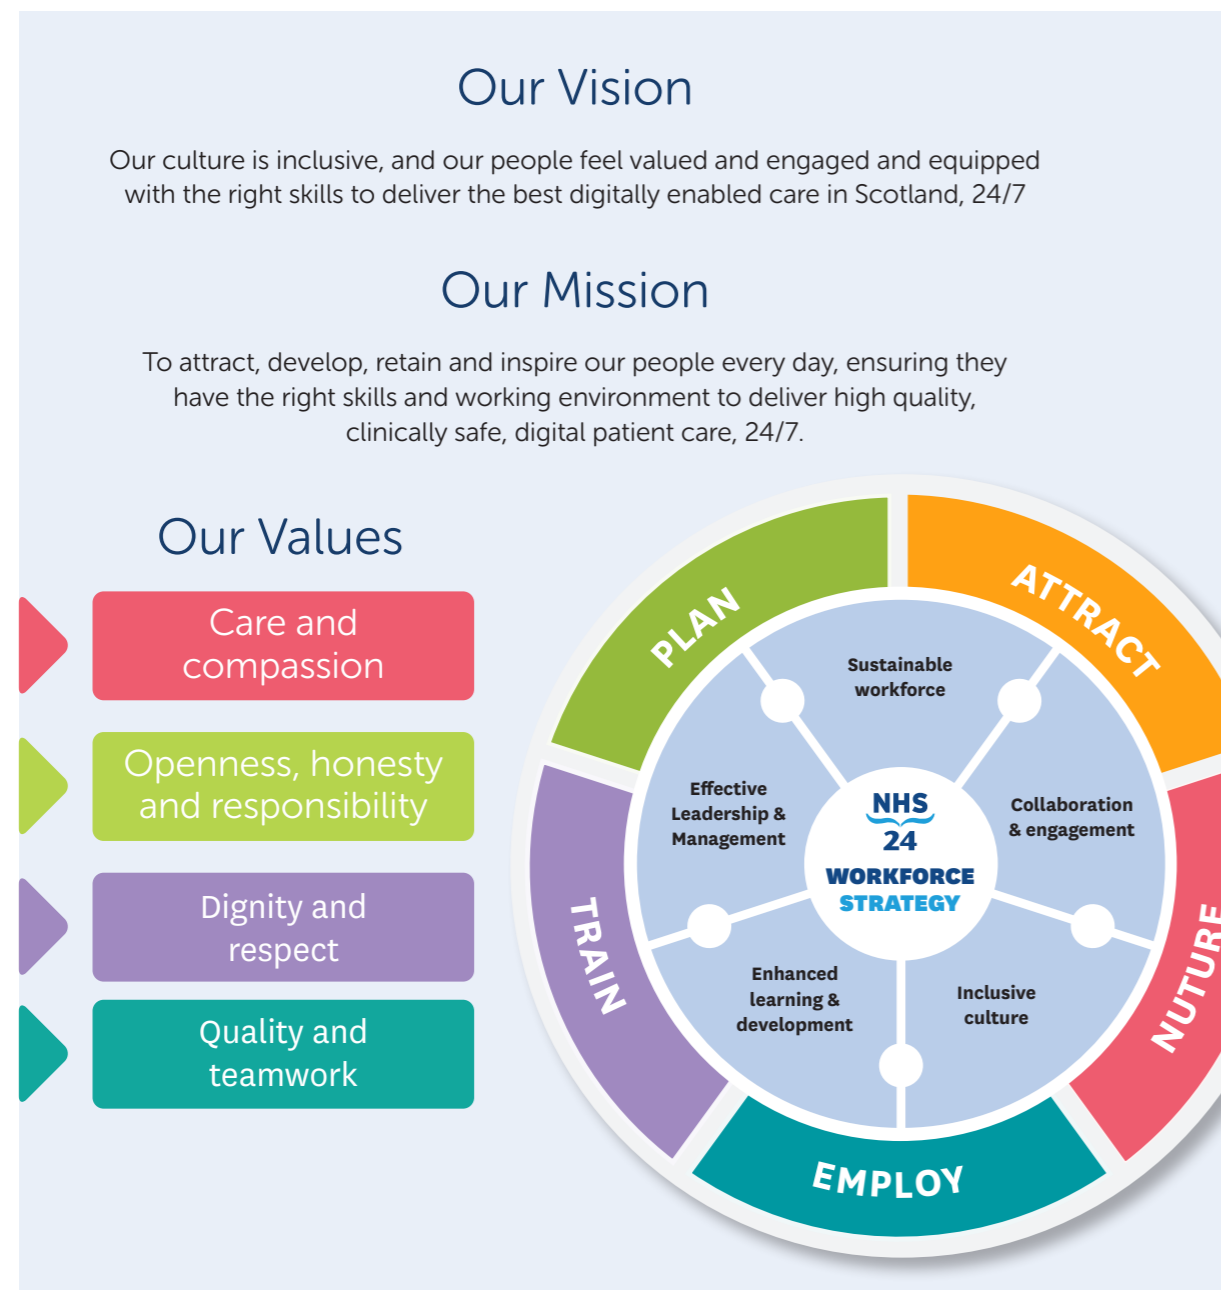 Our Vision
Our culture is inclusive, and our people feel valued and engaged and equipped
with the right skills to deliver the best digitally enabled care in Scotland, 24/7
Our Mission
To attract, develop, retain and inspire our people every day, ensuring they
have the right skills and working environment to deliver high quality,
clinically safe, digital patient care, 24/7.
Our Values
Care and
compassion
Openness, honesty
and responsibility
Dignity and
respect
Quality and
teamwork
PLAN
ATTRACT
NUTURE
EMPLOY
TRAIN
Sustainable
workforce
Collaboration
& engagement
Inclusive
culture
Enhanced
learning &
development
Effective
Leadership &
Management
NHS
24
WORKFORCE
STRATEGY